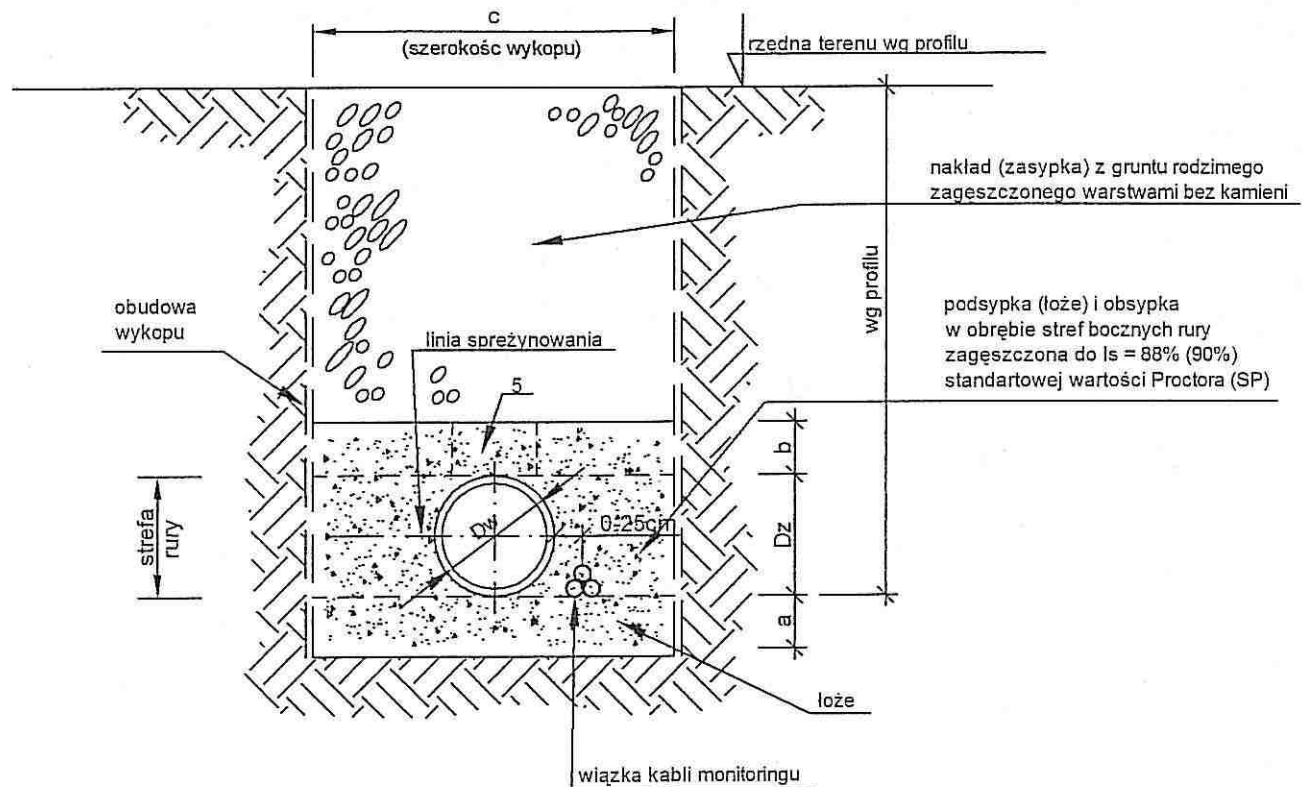 c
(szerokośc wykopu)
rzędna terenu wg profilu
nakład (zasypka) z gruntu rodzimego
zagęszczonego warstwami bez kamieni
wg profilu
obudowa
wykopu
podsypka (łoże) i obsypka
w obrębie stref bocznych rury
zagęszczona do Is = 88% (90%)
standartowej wartości Proctora (SP)
linia sprężynowania
5
b
strefa
rury
Dw
0-25cm
Dz
a
łoże
wiązka kabli monitoringu